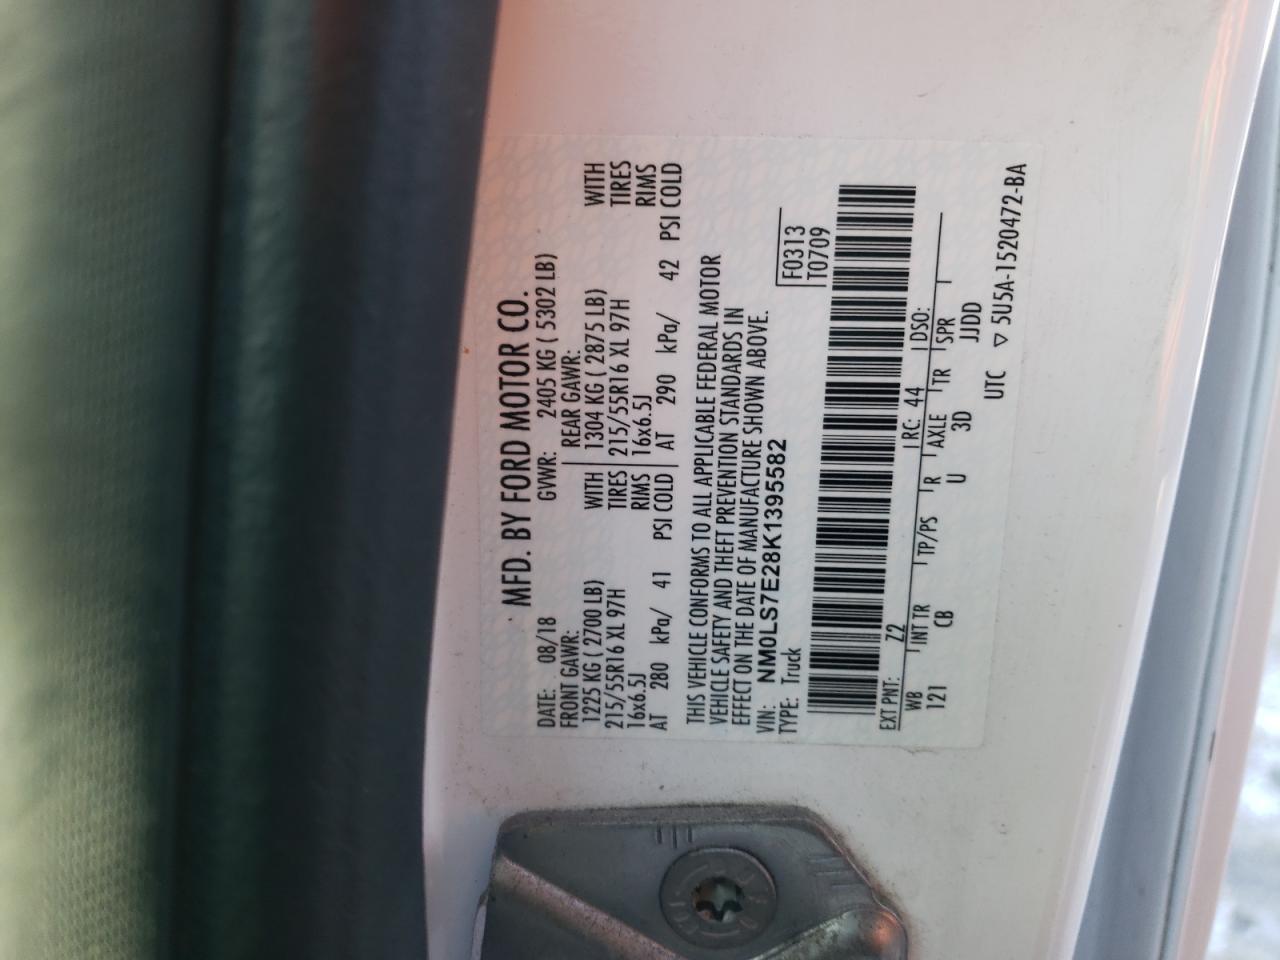 MFD. BY FORD MOTOR CO.
DATE: 08/18 GVWR: 2405 KG ( 5302 LB)
FRONT GAWR: REAR GAWR:
1225 KG ( 2700 LB) WITH 1304 KG ( 2875 LB) WITH
215/55R16 XL 97H TIRES 215/55R16 XL 97H TIRES
16x6.5J RIMS 16x6.5J RIMS
AT 280 kPa/ 41 PSI COLD AT 290 kPa/ 42 PSI COLD
THIS VEHICLE CONFORMS TO ALL APPLICABLE FEDERAL MOTOR
VEHICLE SAFETY AND THEFT PREVENTION STANDARDS IN
EFFECT ON THE DATE OF MANUFACTURE SHOWN ABOVE.
VIN: NM0LS7E28K1395582
TYPE: Truck
F0313
T0709
EXT PNT: Z2 RC: 44 DSO:
WB INT TR TP/PS R AXLE TR SPR
121 CB U 3D JJDD
UTC ▽ 5U5A-1520472-BA